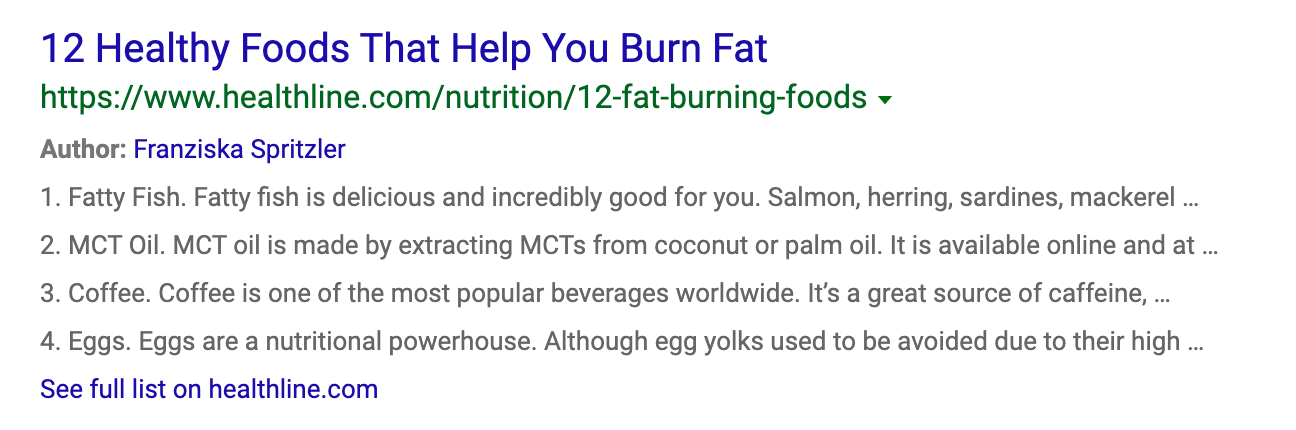 12 Healthy Foods That Help You Burn Fat
https://www.healthline.com/nutrition/12-fat-burning-foods
Author: Franziska Spritzler
1. Fatty Fish. Fatty fish is delicious and incredibly good for you. Salmon, herring, sardines, mackerel ...
2. MCT Oil. MCT oil is made by extracting MCTs from coconut or palm oil. It is available online and at ...
3. Coffee. Coffee is one of the most popular beverages worldwide. It’s a great source of caffeine, ...
4. Eggs. Eggs are a nutritional powerhouse. Although egg yolks used to be avoided due to their high ...
See full list on healthline.com